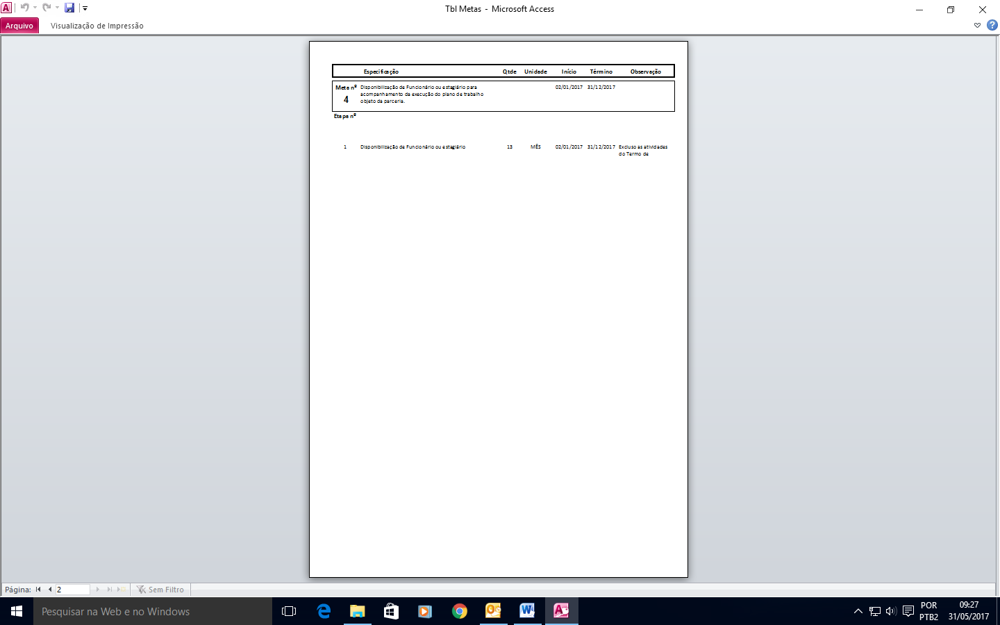 Tbl Metas - Microsoft Access
Arquivo
Visualização de Impressão
Especificação Qtde Unidade Início Término Observação
Meta nº Disponibilização de Funcionário ou estagiário para 02/01/2017 31/12/2017
acompanhamento da execução do plano de trabalho
4
objeto da parceria.
Etapa nº
1 Disponibilização de Funcionário ou estagiário 13 MÊS 02/01/2017 31/12/2017 Excluso as atividades
do Termo de
Página: 2 Sem Filtro
Pesquisar na Web e no Windows
POR 09:27
PTB2 31/05/2017